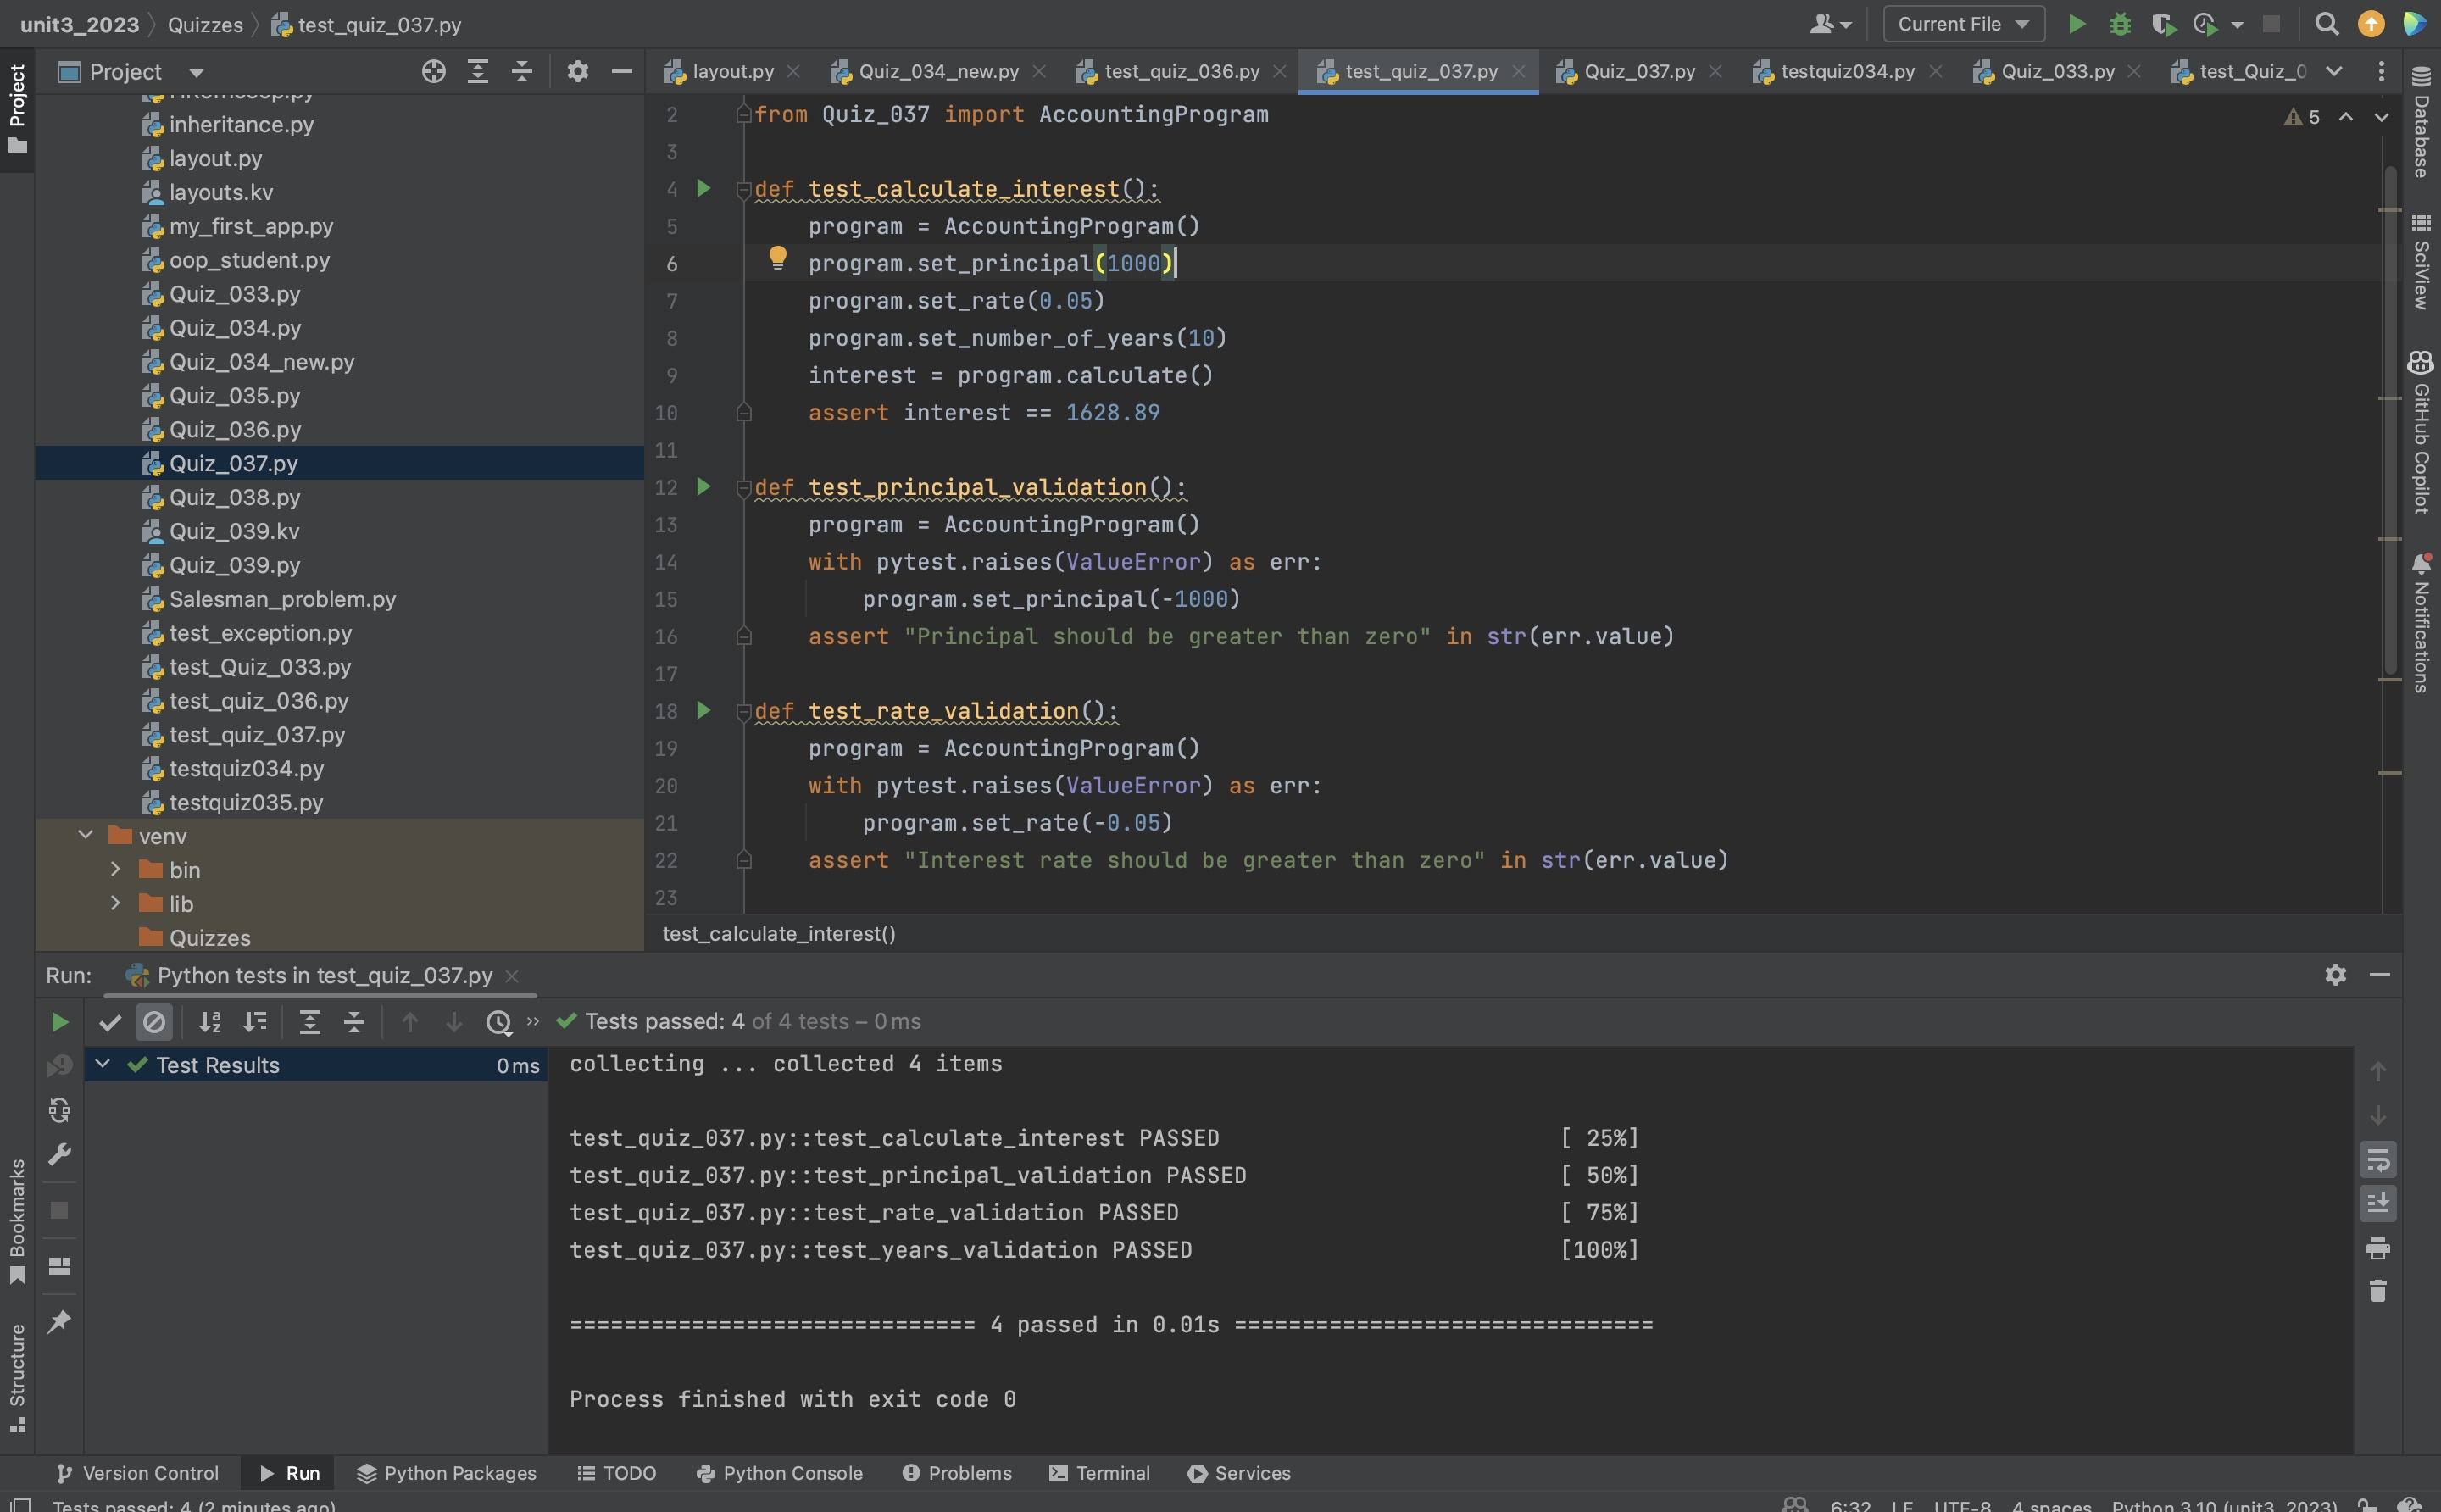 unit3_2023 Quizzes test_quiz_037.py
Current File
Project
layout.py Quiz_034_new.py test_quiz_036.py test_quiz_037.py Quiz_037.py testquiz034.py Quiz_033.py test_Quiz_0
inheritance.py
layout.py
layouts.kv
my_first_app.py
oop_student.py
Quiz_033.py
Quiz_034.py
Quiz_034_new.py
Quiz_035.py
Quiz_036.py
Quiz_037.py
Quiz_038.py
Quiz_039.kv
Quiz_039.py
Salesman_problem.py
test_exception.py
test_Quiz_033.py
test_quiz_036.py
test_quiz_037.py
testquiz034.py
testquiz035.py
venv
bin
lib
Quizzes
2 from Quiz_037 import AccountingProgram
3
4 def test_calculate_interest():
5 program = AccountingProgram()
6 program.set_principal(1000)
7 program.set_rate(0.05)
8 program.set_number_of_years(10)
9 interest = program.calculate()
10 assert interest == 1628.89
11
12 def test_principal_validation():
13 program = AccountingProgram()
14 with pytest.raises(ValueError) as err:
15 program.set_principal(-1000)
16 assert "Principal should be greater than zero" in str(err.value)
17
18 def test_rate_validation():
19 program = AccountingProgram()
20 with pytest.raises(ValueError) as err:
21 program.set_rate(-0.05)
22 assert "Interest rate should be greater than zero" in str(err.value)
23
5
test_calculate_interest()
Project
Bookmarks
Structure
Database
SciView
GitHub Copilot
Notifications
Run: Python tests in test_quiz_037.py
Tests passed: 4 of 4 tests – 0 ms
Test Results 0 ms
collecting ... collected 4 items
test_quiz_037.py::test_calculate_interest PASSED [ 25%]
test_quiz_037.py::test_principal_validation PASSED [ 50%]
test_quiz_037.py::test_rate_validation PASSED [ 75%]
test_quiz_037.py::test_years_validation PASSED [100%]
============================== 4 passed in 0.01s ===============================
Process finished with exit code 0
Version Control Run Python Packages TODO Python Console Problems Terminal Services
Tests passed: 4 (2 minutes ago) 6:32 LF UTF-8 4 spaces Python 3.10 (unit3_2023)